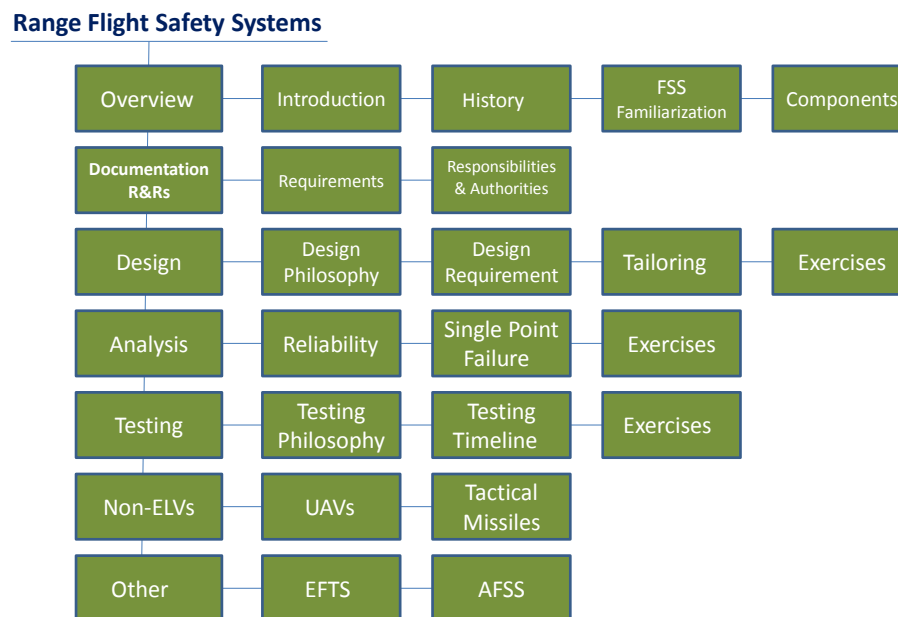 Range Flight Safety Systems
Overview
Introduction
History
FSS
Familiarization
Components
Documentation
R&Rs
Requirements
Responsibilities
& Authorities
Design
Design
Philosophy
Design
Requirement
Tailoring
Exercises
Analysis
Reliability
Single Point
Failure
Exercises
Testing
Testing
Philosophy
Testing
Timeline
Exercises
Non-ELVs
UAVs
Tactical
Missiles
Other
EFTS
AFSS